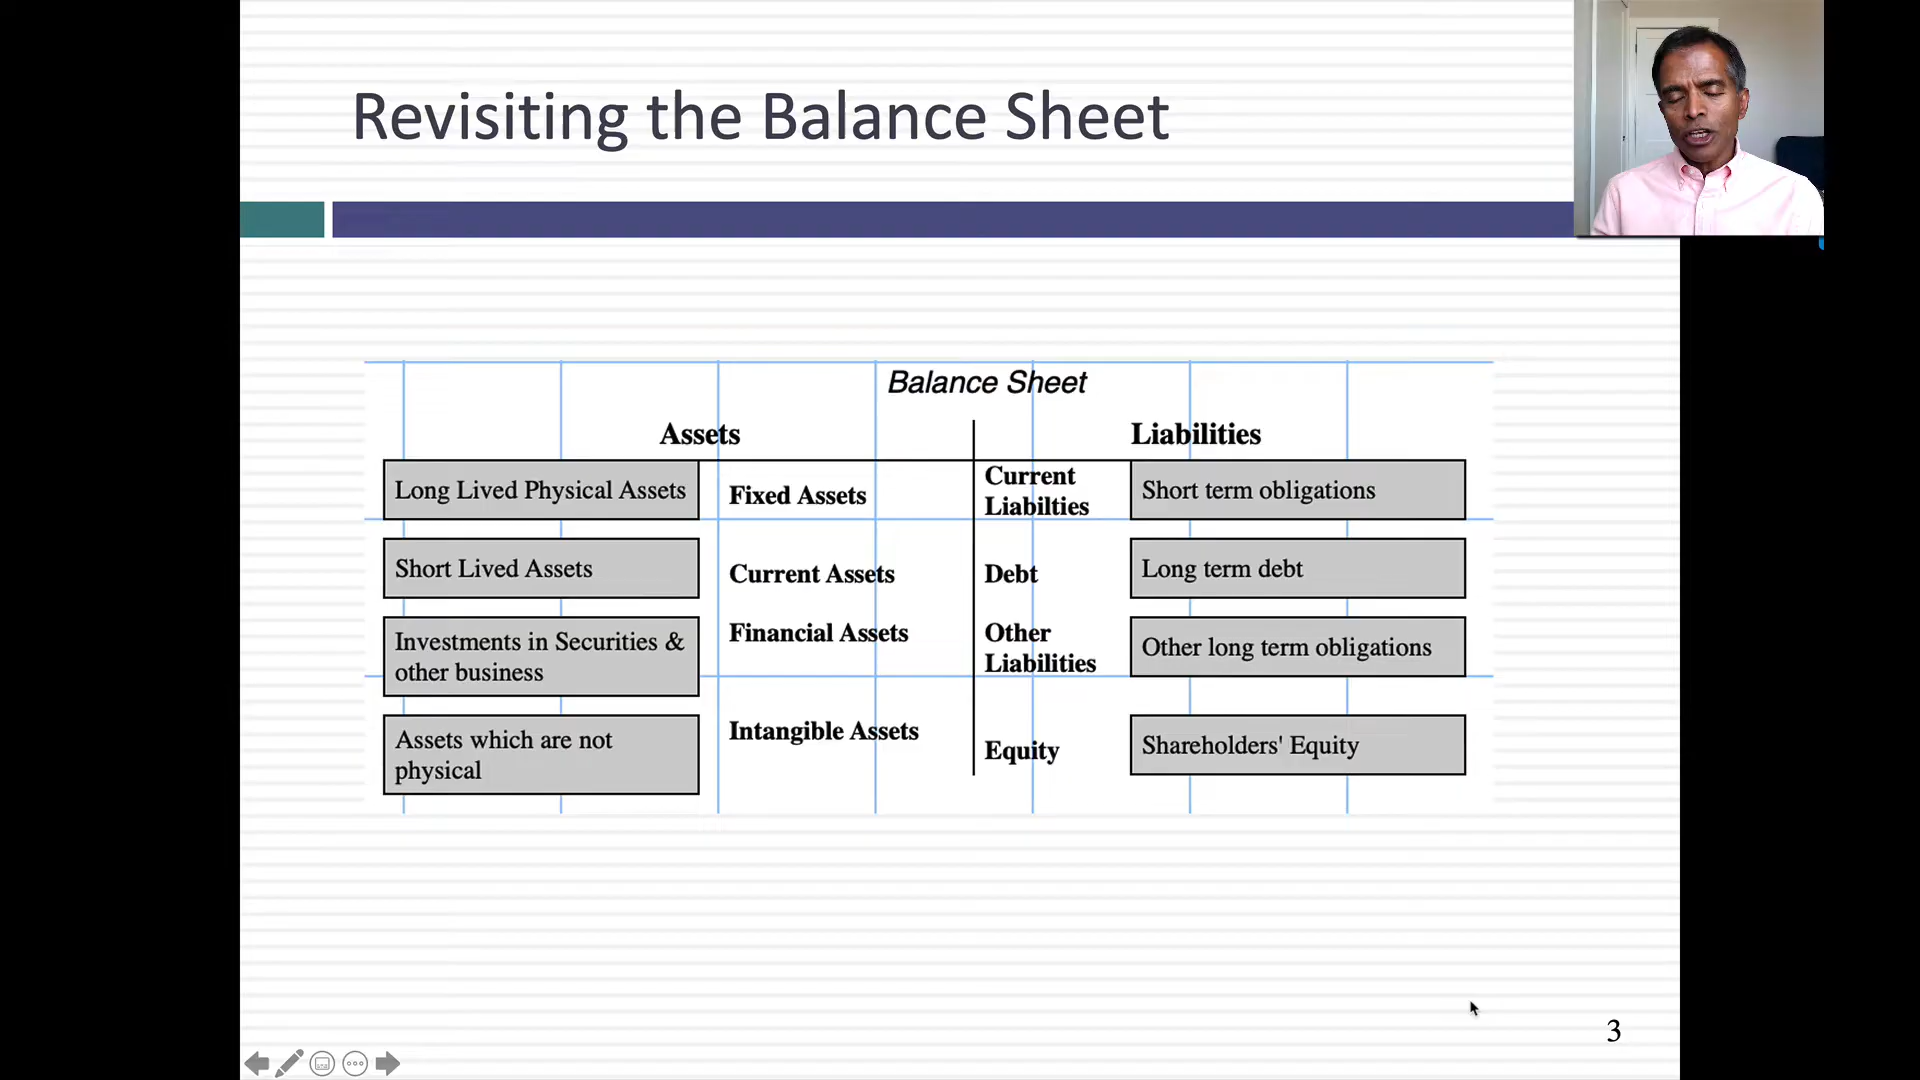 Revisiting the Balance Sheet
Balance Sheet
Assets
Liabilities
Long Lived Physical Assets
Fixed Assets
Current
Liabilties
Short term obligations
Short Lived Assets
Current Assets
Debt
Long term debt
Investments in Securities &
other business
Financial Assets
Other
Liabilities
Other long term obligations
Assets which are not
physical
Intangible Assets
Equity
Shareholders' Equity
3